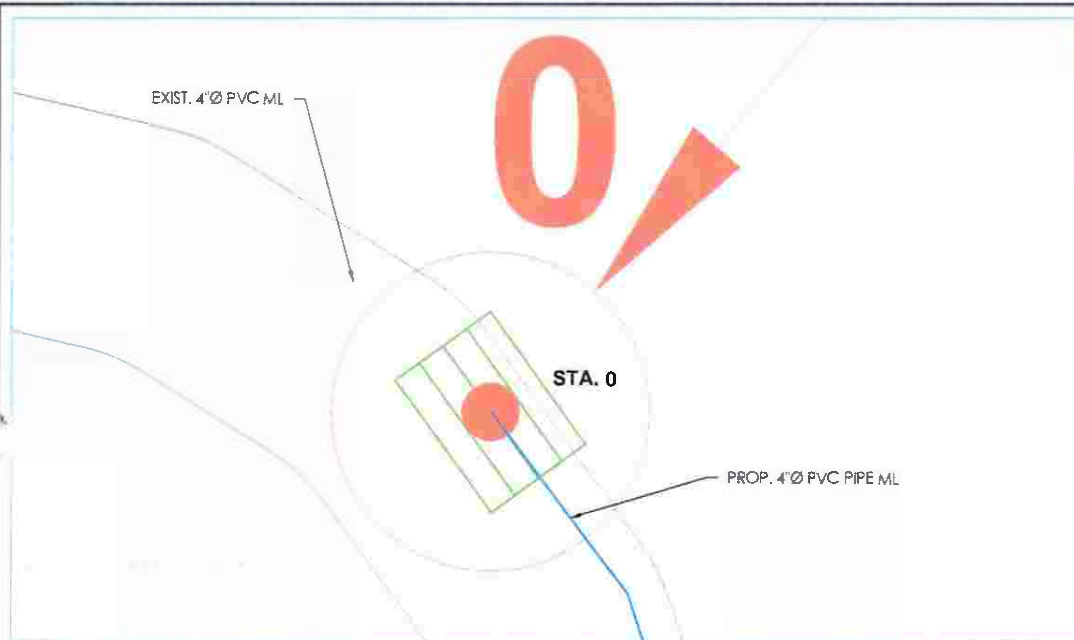 EXIST. 4"Ø PVC ML
0
STA. 0
PROP. 4"Ø PVC PIPE ML